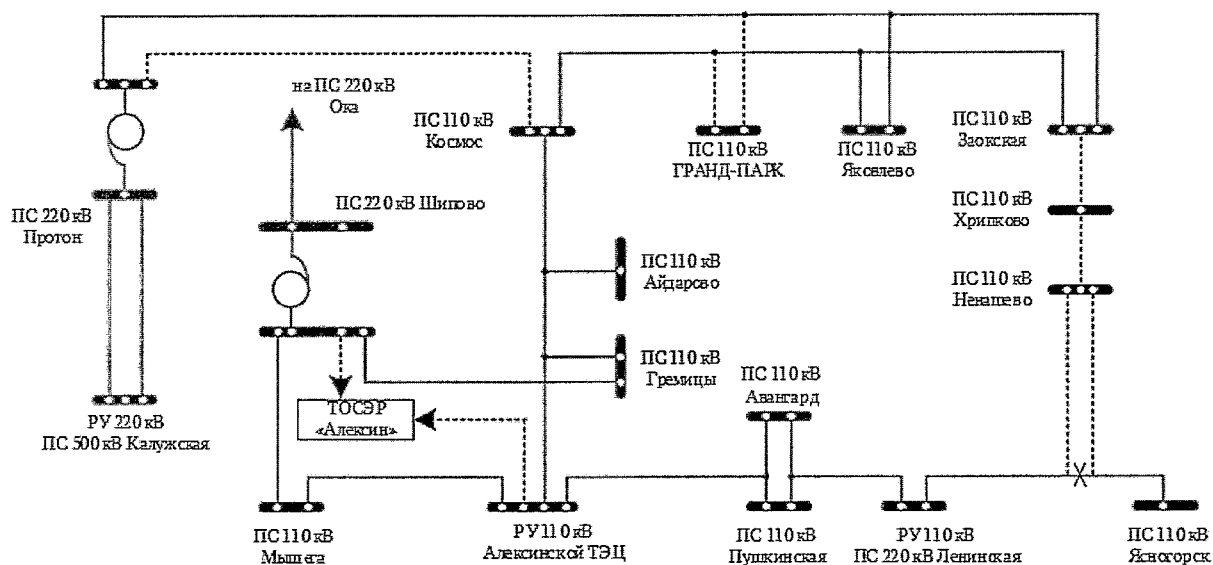 на ПС 220 кВ
Ока
ПС 110 кВ
Космос
ПС 110 кВ
ГРАНД-ПАРК
ПС 110 кВ
Яковлево
ПС 110 кВ
Заокская
ПС 220 кВ
Протон
ПС 220 кВ Шипово
ПС 110 кВ
Хрипково
ПС 110 кВ
Айдарово
ПС 110 кВ
Ненашево
ПС 110 кВ
Гремицы
ПС 110 кВ
Авангард
РУ 220 кВ
ПС 500 кВ Калужская
ТОСЭР
«Алексин»
ПС 110 кВ
Мышега
РУ 110 кВ
Алексинской ТЭЦ
ПС 110 кВ
Пушкинская
РУ 110 кВ
ПС 220 кВ Ленинская
ПС 110 кВ
Ясногорск